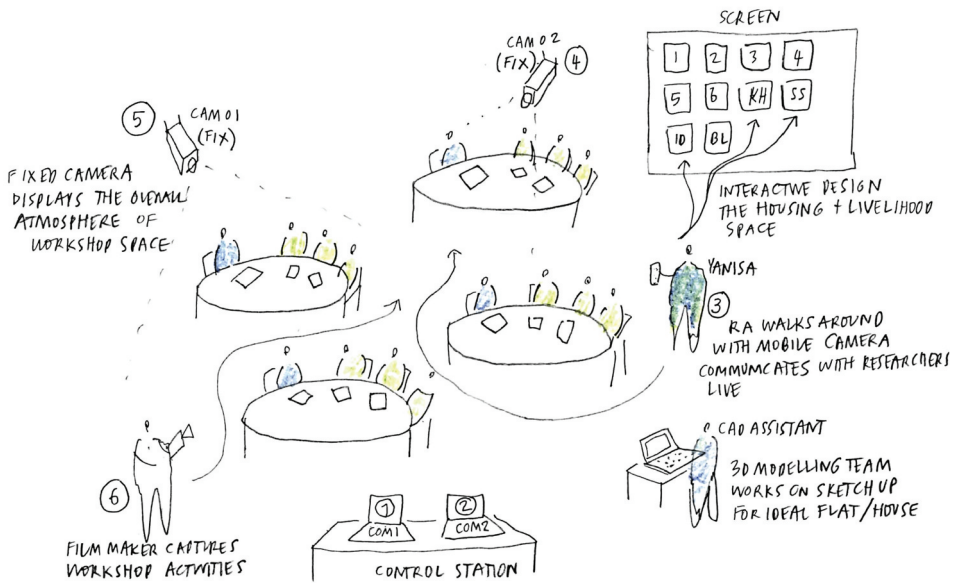 SCREEN
1 2 3 4
5 6 KH SS
10 BL
CAM 02
(FIX)
4
5
CAM 01
(FIX)
FIXED CAMERA
DISPLAYS THE OVERALL
ATMOSPHERE OF
WORKSHOP SPACE
INTERACTIVE DESIGN
THE HOUSING + LIVELIHOOD
SPACE
YANISA
3
RA WALKS AROUND
WITH MOBILE CAMERA
COMMUNICATES WITH RESEARCHERS
LIVE
CAD ASSISTANT
3D MODELLING TEAM
WORKS ON SKETCH UP
FOR IDEAL FLAT/HOUSE
6
FILM MAKER CAPTURES
WORKSHOP ACTIVITIES
1 2
COM1 COM2
CONTROL STATION